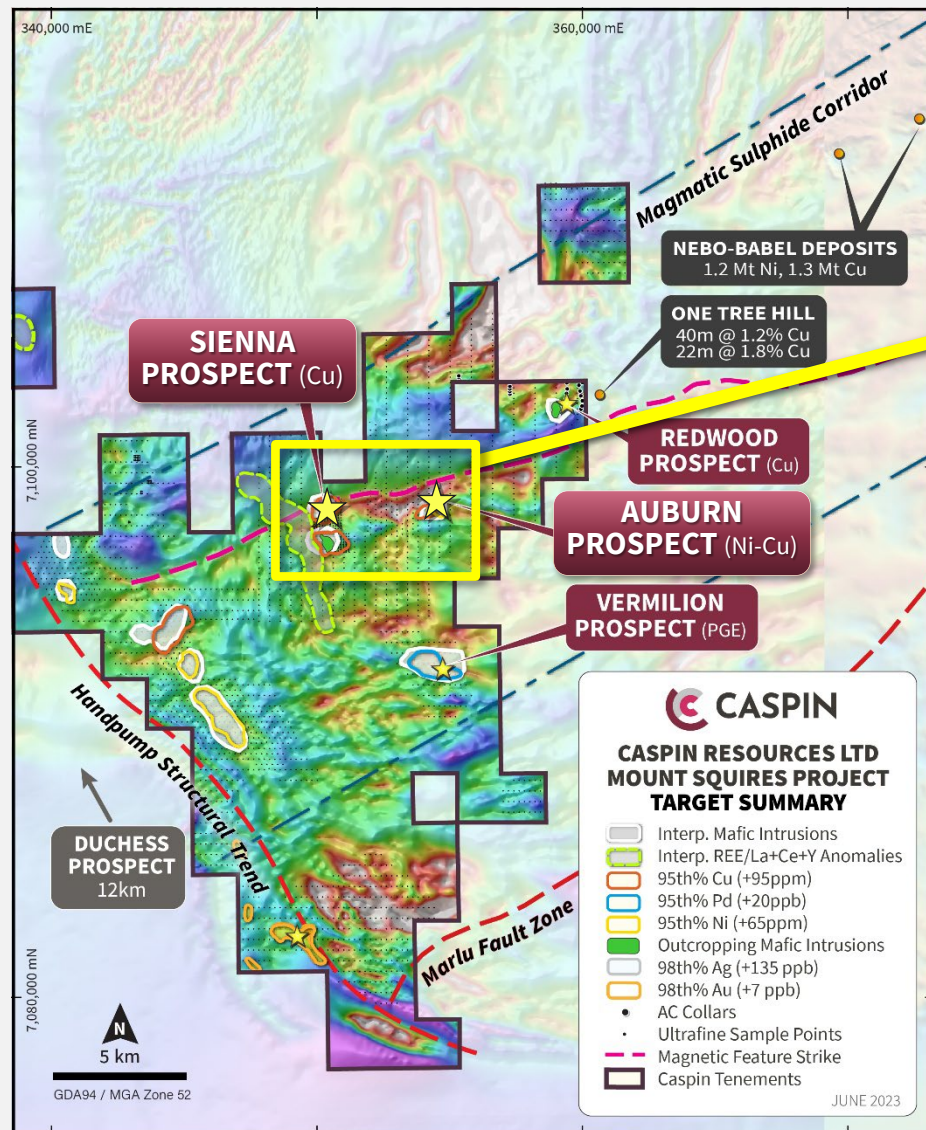 340,000 mE
360,000 mE
Magmatic Sulphide Corridor
NEBO-BABEL DEPOSITS
1.2 Mt Ni, 1.3 Mt Cu
ONE TREE HILL
40m @ 1.2% Cu
22m @ 1.8% Cu
SIENNA
PROSPECT (Cu)
REDWOOD
PROSPECT (Cu)
7,100,000 mN
AUBURN
PROSPECT (Ni-Cu)
VERMILION
PROSPECT (PGE)
Handpump Structural Trend
DUCHESS
PROSPECT
12km
Marlu Fault Zone
7,080,000 mN
N
5 km
GDA94 / MGA Zone 52
CASPIN
CASPIN RESOURCES LTD
MOUNT SQUIRES PROJECT
TARGET SUMMARY
Interp. Mafic Intrusions
Interp. REE/La+Ce+Y Anomalies
95th% Cu (+95ppm)
95th% Pd (+20ppb)
95th% Ni (+65ppm)
Outcropping Mafic Intrusions
98th% Ag (+135 ppb)
98th% Au (+7 ppb)
AC Collars
Ultrafine Sample Points
Magnetic Feature Strike
Caspin Tenements
JUNE 2023